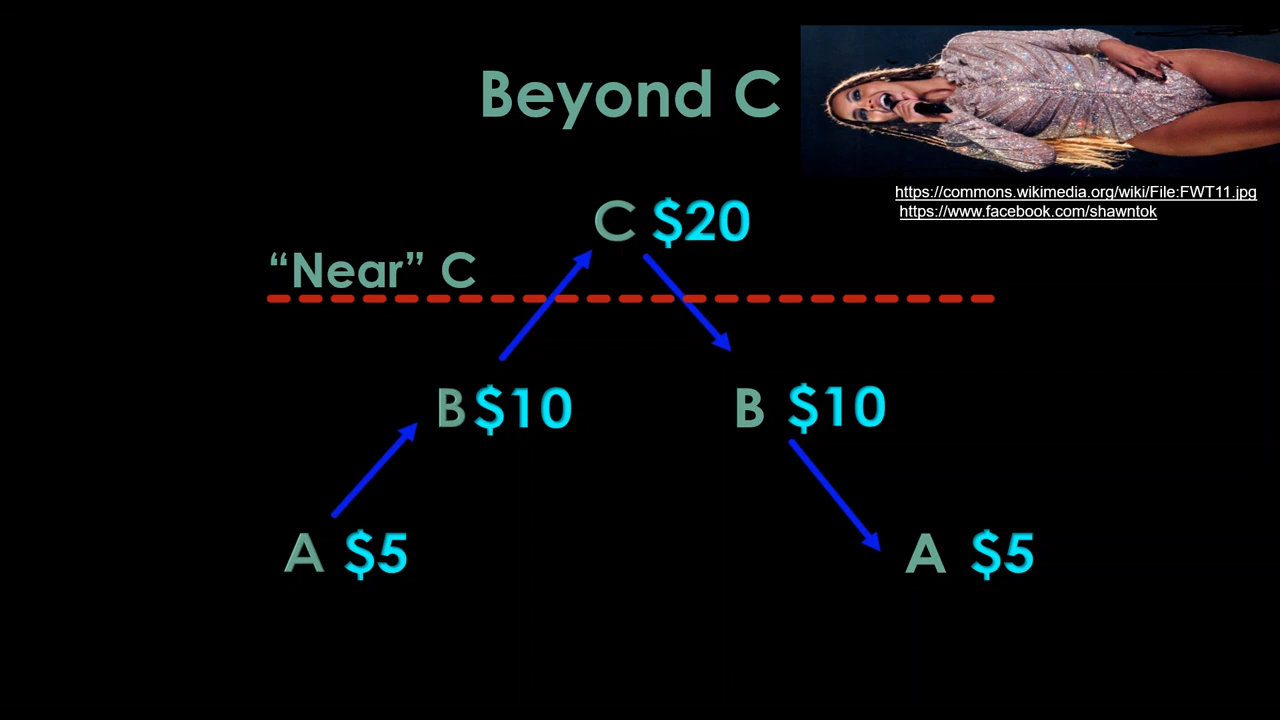 Beyond C
https://commons.wikimedia.org/wiki/File:FWT11.jpg
https://www.facebook.com/shawntok
C $20
“Near” C
B $10
B $10
A $5
A $5